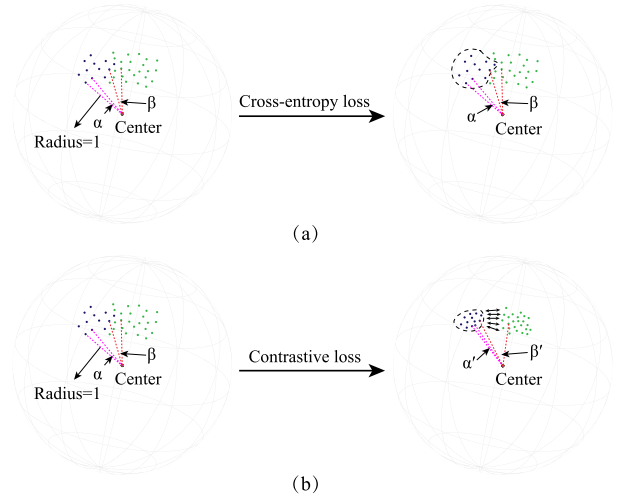 β
Cross-entropy loss
β
α
α
Center
Center
Radius=1
(a)
β
Contrastive loss
β′
α
α′
Center
Center
Radius=1
(b)